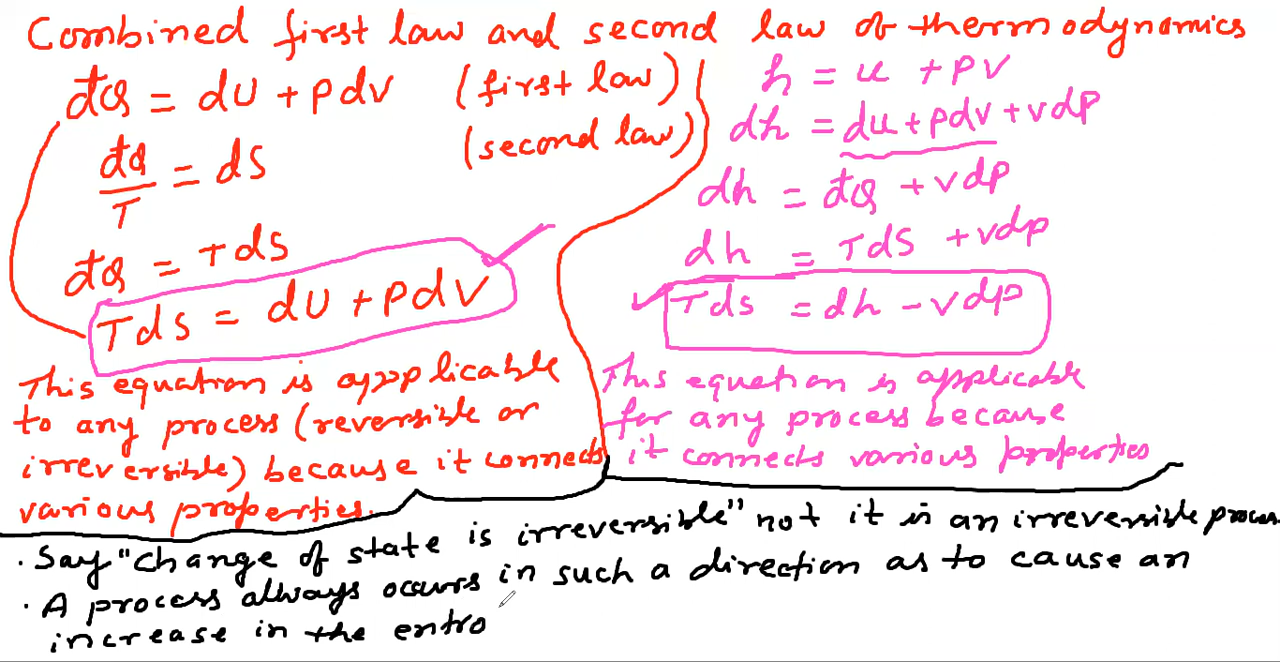 Combined first law and second law of thermodynamics
đQ = dU + pdV (first law)
đQ/T = dS (second law)
đQ = Tds
Tds = dU + pdV
This equation is applicable
to any process (reversible or
irreversible) because it connects
various properties.
h = u + pv
dh = du + pdv + vdp
dh = đQ + vdp
dh = Tds + vdp
Tds = dh - vdp
This equation is applicable
for any process because
it connects various properties
· Say "change of state is irreversible" not it is an irreversible process
· A process always occurs in such a direction as to cause an
increase in the entro